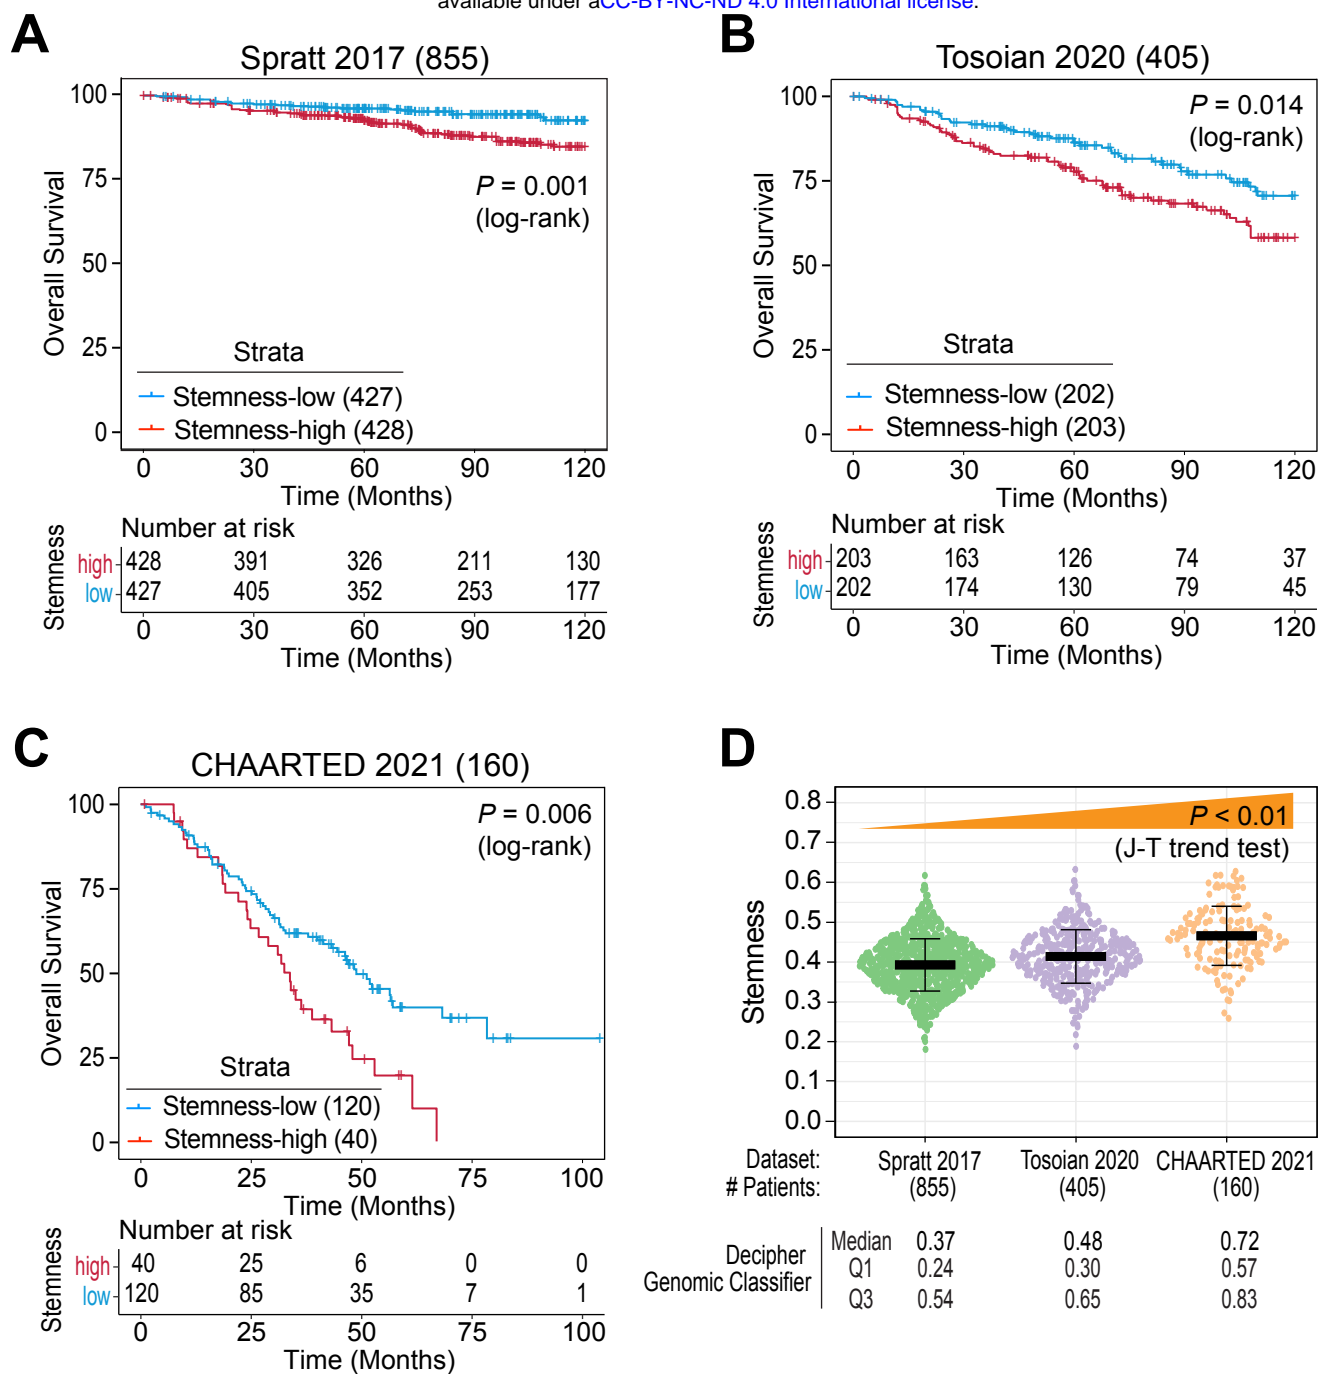 available under aCC-BY-NC-ND 4.0 International license.
A
Spratt 2017 (855)
Overall Survival
100
75
50
25
0
P = 0.001
(log-rank)
Strata
Stemness-low (427)
Stemness-high (428)
0 30 60 90 120
Time (Months)
Number at risk
Stemness
high 428 391 326 211 130
low 427 405 352 253 177
0 30 60 90 120
Time (Months)
B
Tosoian 2020 (405)
Overall Survival
100
75
50
25
0
P = 0.014
(log-rank)
Strata
Stemness-low (202)
Stemness-high (203)
0 30 60 90 120
Time (Months)
Number at risk
Stemness
high 203 163 126 74 37
low 202 174 130 79 45
0 30 60 90 120
Time (Months)
C
CHAARTED 2021 (160)
Overall Survival
100
75
50
25
0
P = 0.006
(log-rank)
Strata
Stemness-low (120)
Stemness-high (40)
0 25 50 75 100
Time (Months)
Number at risk
Stemness
high 40 25 6 0 0
low 120 85 35 7 1
0 25 50 75 100
Time (Months)
D
Stemness
0.8
0.7
0.6
0.5
0.4
0.3
0.2
0.1
0.0
P < 0.01
(J-T trend test)
Dataset: Spratt 2017 Tosoian 2020 CHAARTED 2021
# Patients: (855) (405) (160)
Decipher
Genomic Classifier
Median 0.37 0.48 0.72
Q1 0.24 0.30 0.57
Q3 0.54 0.65 0.83